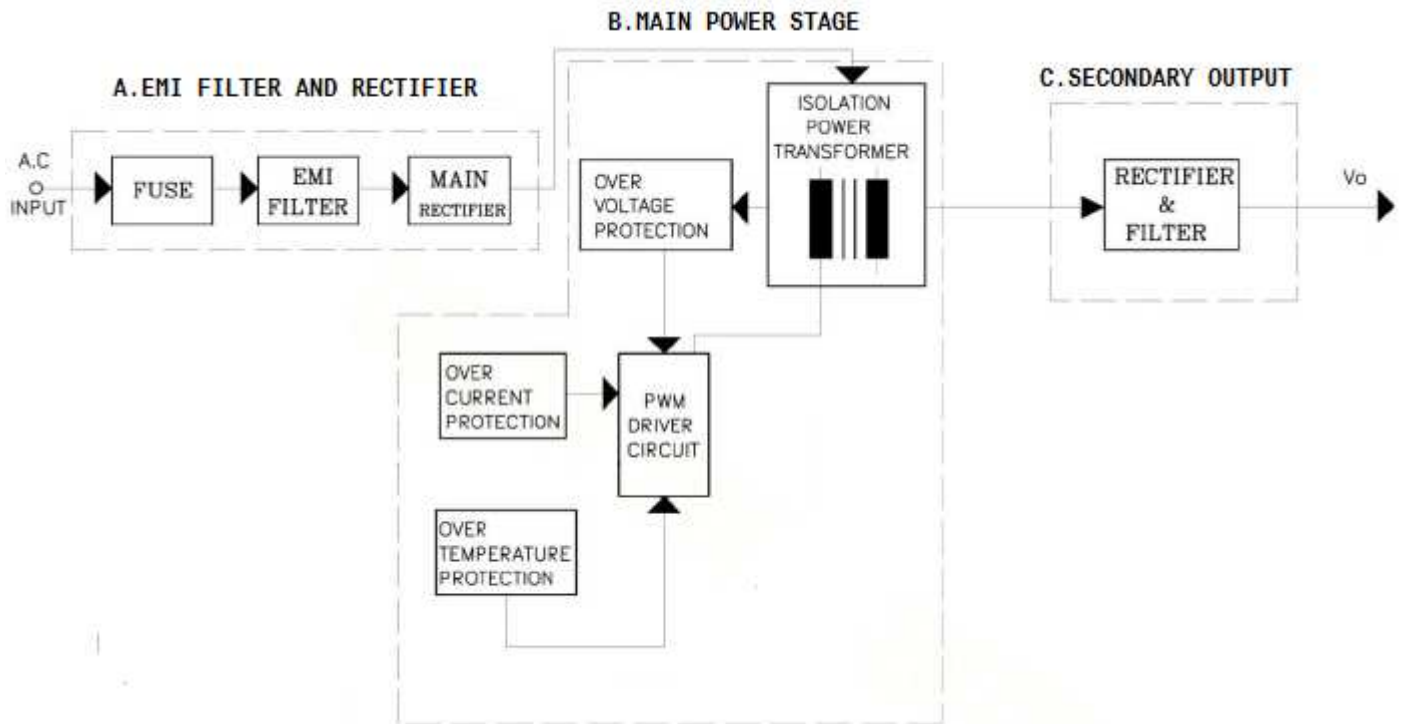 B.MAIN POWER STAGE
A.EMI FILTER AND RECTIFIER
C.SECONDARY OUTPUT
A.C
INPUT
FUSE
EMI
FILTER
MAIN
RECTIFIER
ISOLATION
POWER
TRANSFORMER
OVER
VOLTAGE
PROTECTION
RECTIFIER
&
FILTER
Vo
OVER
CURRENT
PROTECTION
PWM
DRIVER
CIRCUIT
OVER
TEMPERATURE
PROTECTION